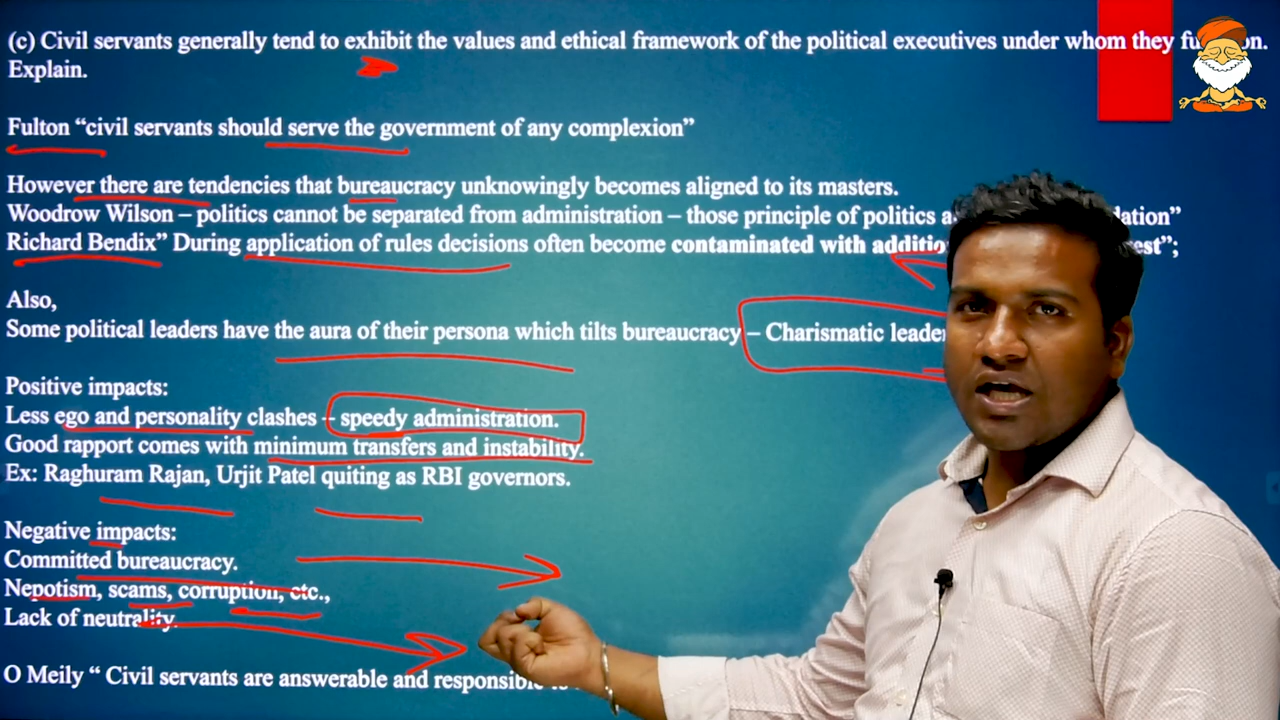 (c) Civil servants generally tend to exhibit the values and ethical framework of the political executives under whom they
Explain.
Fulton “civil servants should serve the government of any complexion”
However there are tendencies that bureaucracy unknowingly becomes aligned to its masters.
Woodrow Wilson – politics cannot be separated from administration – those principle of politics
Richard Bendix” During application of rules decisions often become contaminated with
Also,
Some political leaders have the aura of their persona which tilts bureaucracy – Charismatic
Positive impacts:
Less ego and personality clashes – speedy administration.
Good rapport comes with minimum transfers and instability.
Ex: Raghuram Rajan, Urjit Patel quiting as RBI governors.
Negative impacts:
Committed bureaucracy.
Nepotism, scams, corruption, etc.,
Lack of neutrality.
O Meily “ Civil servants are answerable and